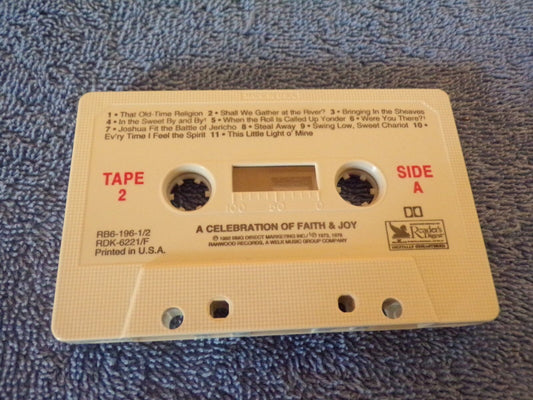 1 • That Old-Time Religion 2 • Shall We Gather at the River? 3 • Bringing In the Sheaves
4 • In the Sweet By and By! 5 • When the Roll Is Called Up Yonder 6 • Were You There?!
7 • Joshua Fit the Battle of Jericho 8 • Steal Away 9 • Swing Low, Sweet Chariot 10 •
Ev'ry Time I Feel the Spirit 11 • This Little Light o' Mine
TAPE
2
SIDE
A
100 50 0
A CELEBRATION OF FAITH & JOY
RB6-196-1/2
RDK-6221/F
Printed in U.S.A.
BMG DIRECT MARKETING INC.
RANWOOD RECORDS, A WELK MUSIC GROUP COMPANY
Reader's
Digest